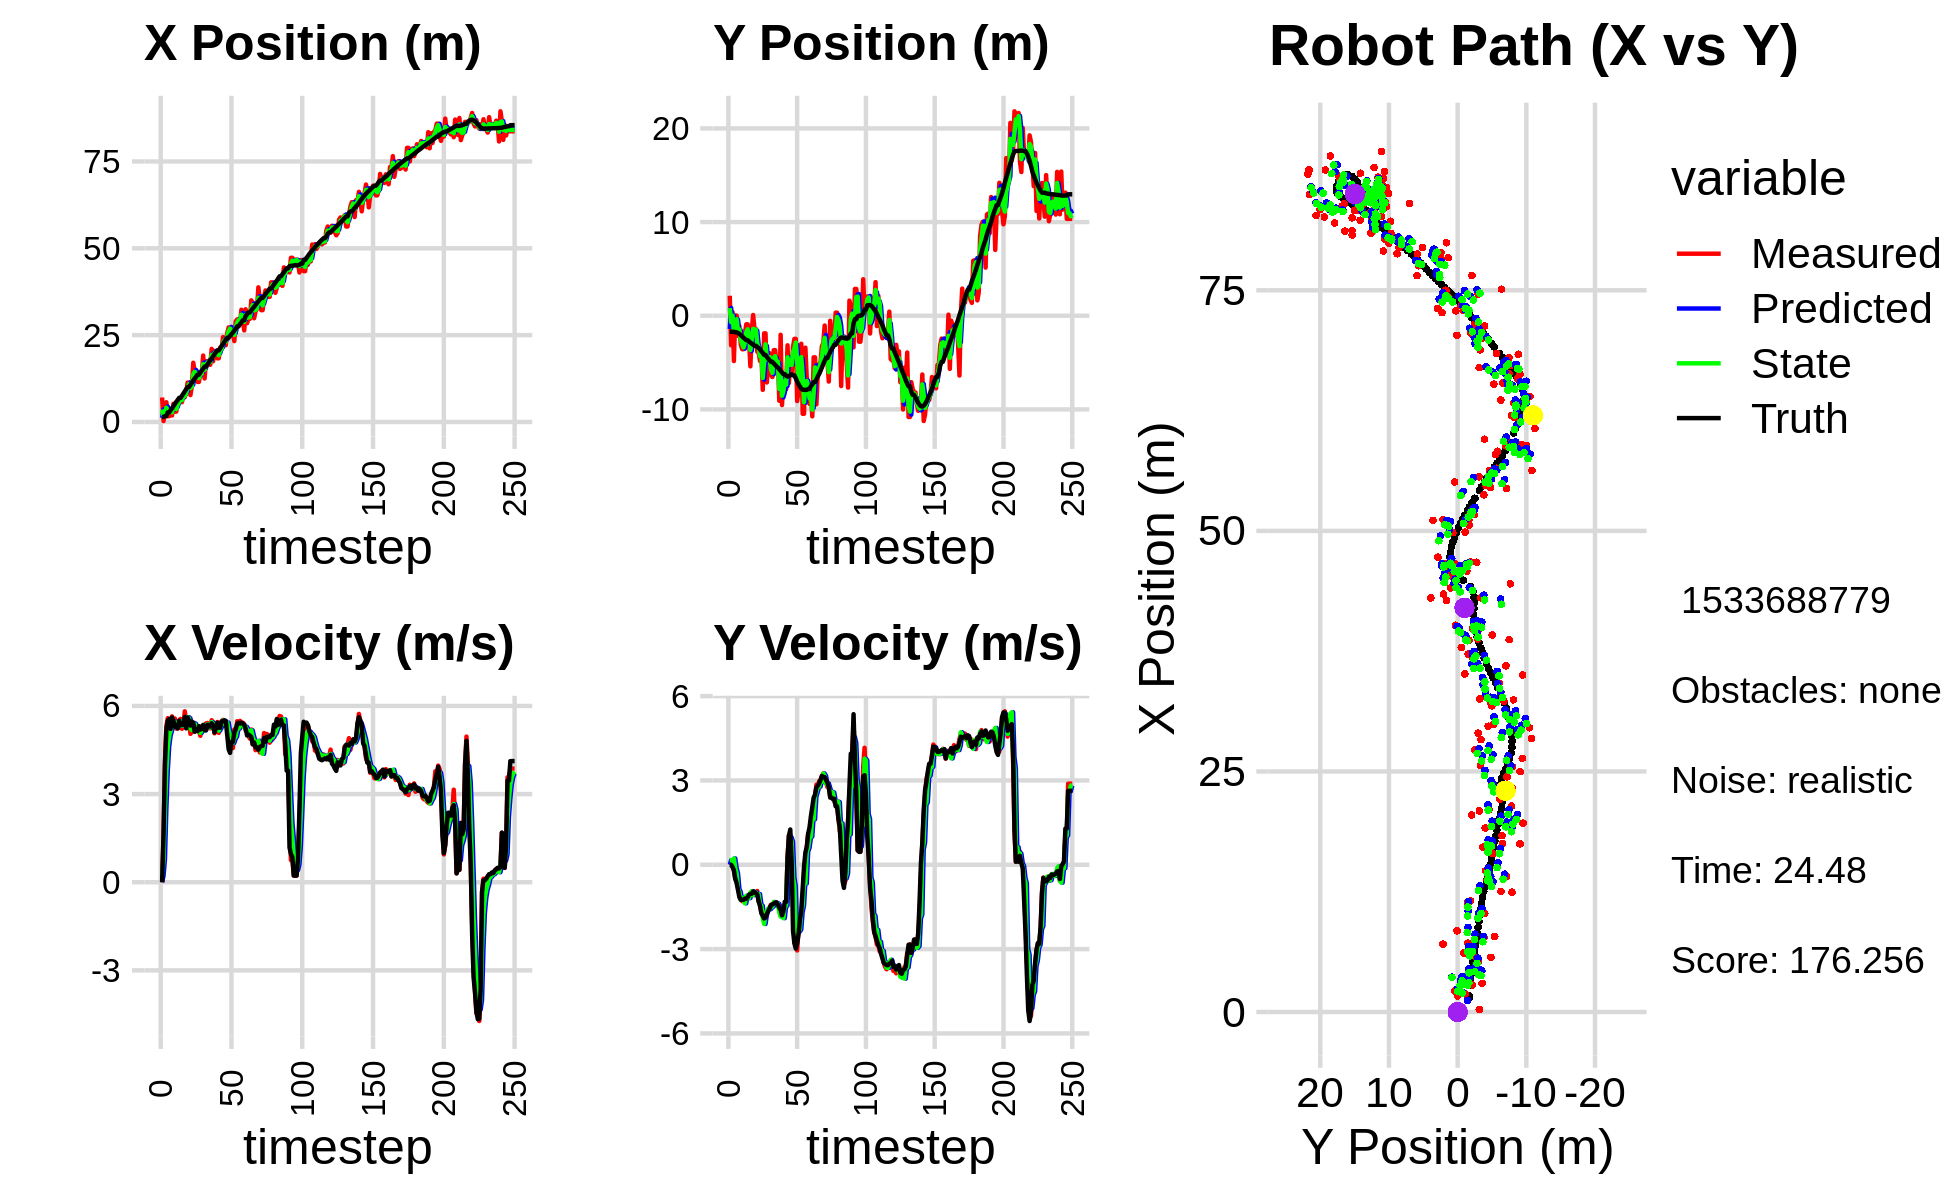 X Position (m)
75
50
25
0
0 50 100 150 200 250
timestep
Y Position (m)
20
10
0
-10
0 50 100 150 200 250
timestep
X Velocity (m/s)
6
3
0
-3
0 50 100 150 200 250
timestep
Y Velocity (m/s)
6
3
0
-3
-6
0 50 100 150 200 250
timestep
Robot Path (X vs Y)
X Position (m)
75
50
25
0
20 10 0 -10 -20
Y Position (m)
variable
Measured
Predicted
State
Truth
1533688779
Obstacles: none
Noise: realistic
Time: 24.48
Score: 176.256